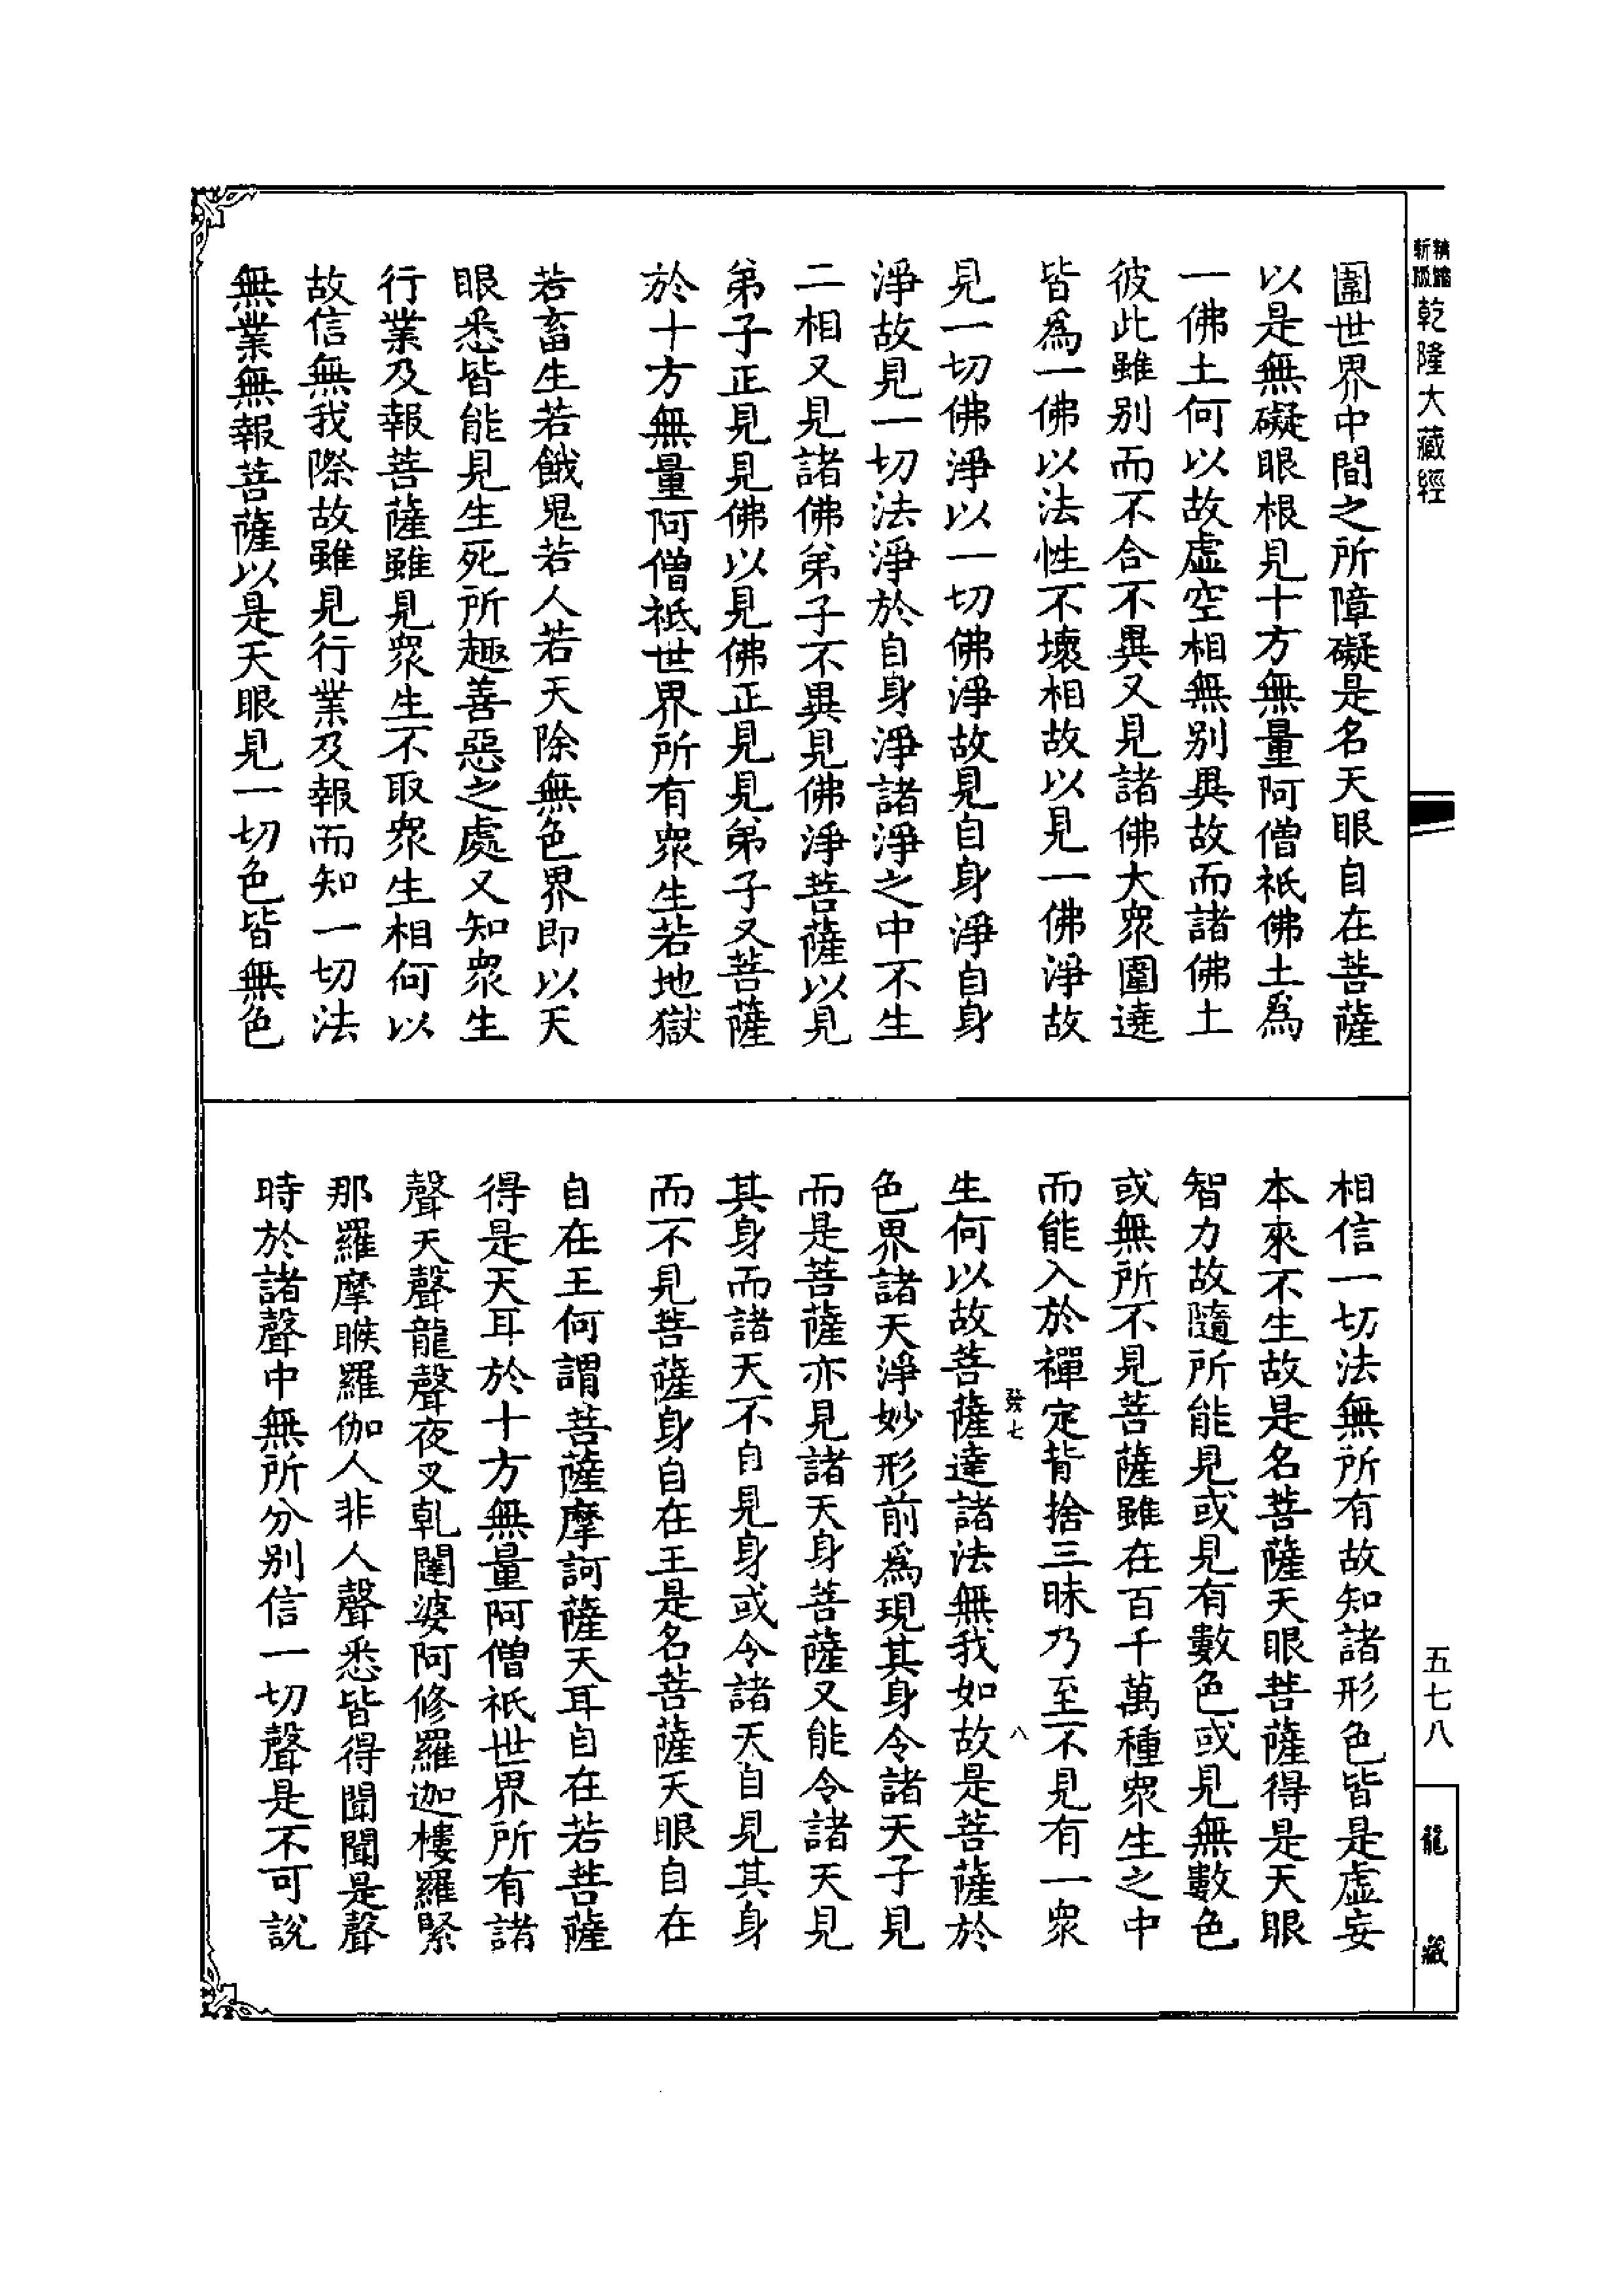 新版
精縮
乾隆大藏經
圍世界中間之所障礙是名天眼自在菩薩
以是無礙眼根見十方無量阿僧祇佛土爲
一佛土何以故虛空相無別異故而諸佛土
彼此雖別而不合不異又見諸佛大衆圍遶
皆爲一佛以法性不壞相故以見一佛淨故
見一切佛淨以一切佛淨故見自身淨自身
淨故見一切法淨於自身淨諸淨之中不生
二相又見諸佛弟子不異見佛淨菩薩以見
弟子正見見佛以見佛正見見弟子又菩薩
於十方無量阿僧祇世界所有衆生若地獄
若畜生若餓鬼若人若天除無色界即以天
眼悉皆能見生死所趣善惡之處又知衆生
行業及報菩薩雖見衆生不取衆生相何以
故信無我際故雖見行業及報而知一切法
無業無報菩薩以是天眼見一切色皆無色
相信一切法無所有故知諸形色皆是虛妄
本來不生故是名菩薩天眼菩薩得是天眼
智力故隨所能見或見有數色或見無數色
或無所不見菩薩雖在百千萬種衆生之中
而能入於禪定背捨三昧乃至不見有一衆
發七
八
生何以故菩薩達諸法無我如故是菩薩於
色界諸天淨妙形前爲現其身令諸天子見
而是菩薩亦見諸天身菩薩又能令諸天見
其身而諸天不自見身或令諸天自見其身
而不見菩薩身自在王是名菩薩天眼自在
自在王何謂菩薩摩訶薩天耳自在若菩薩
得是天耳於十方無量阿僧祇世界所有諸
聲天聲龍聲夜叉乹闥婆阿修羅迦樓羅緊
那羅摩睺羅伽人非人聲悉皆得聞聞是聲
時於諸聲中無所分別信一切聲是不可說
五七八
龍藏